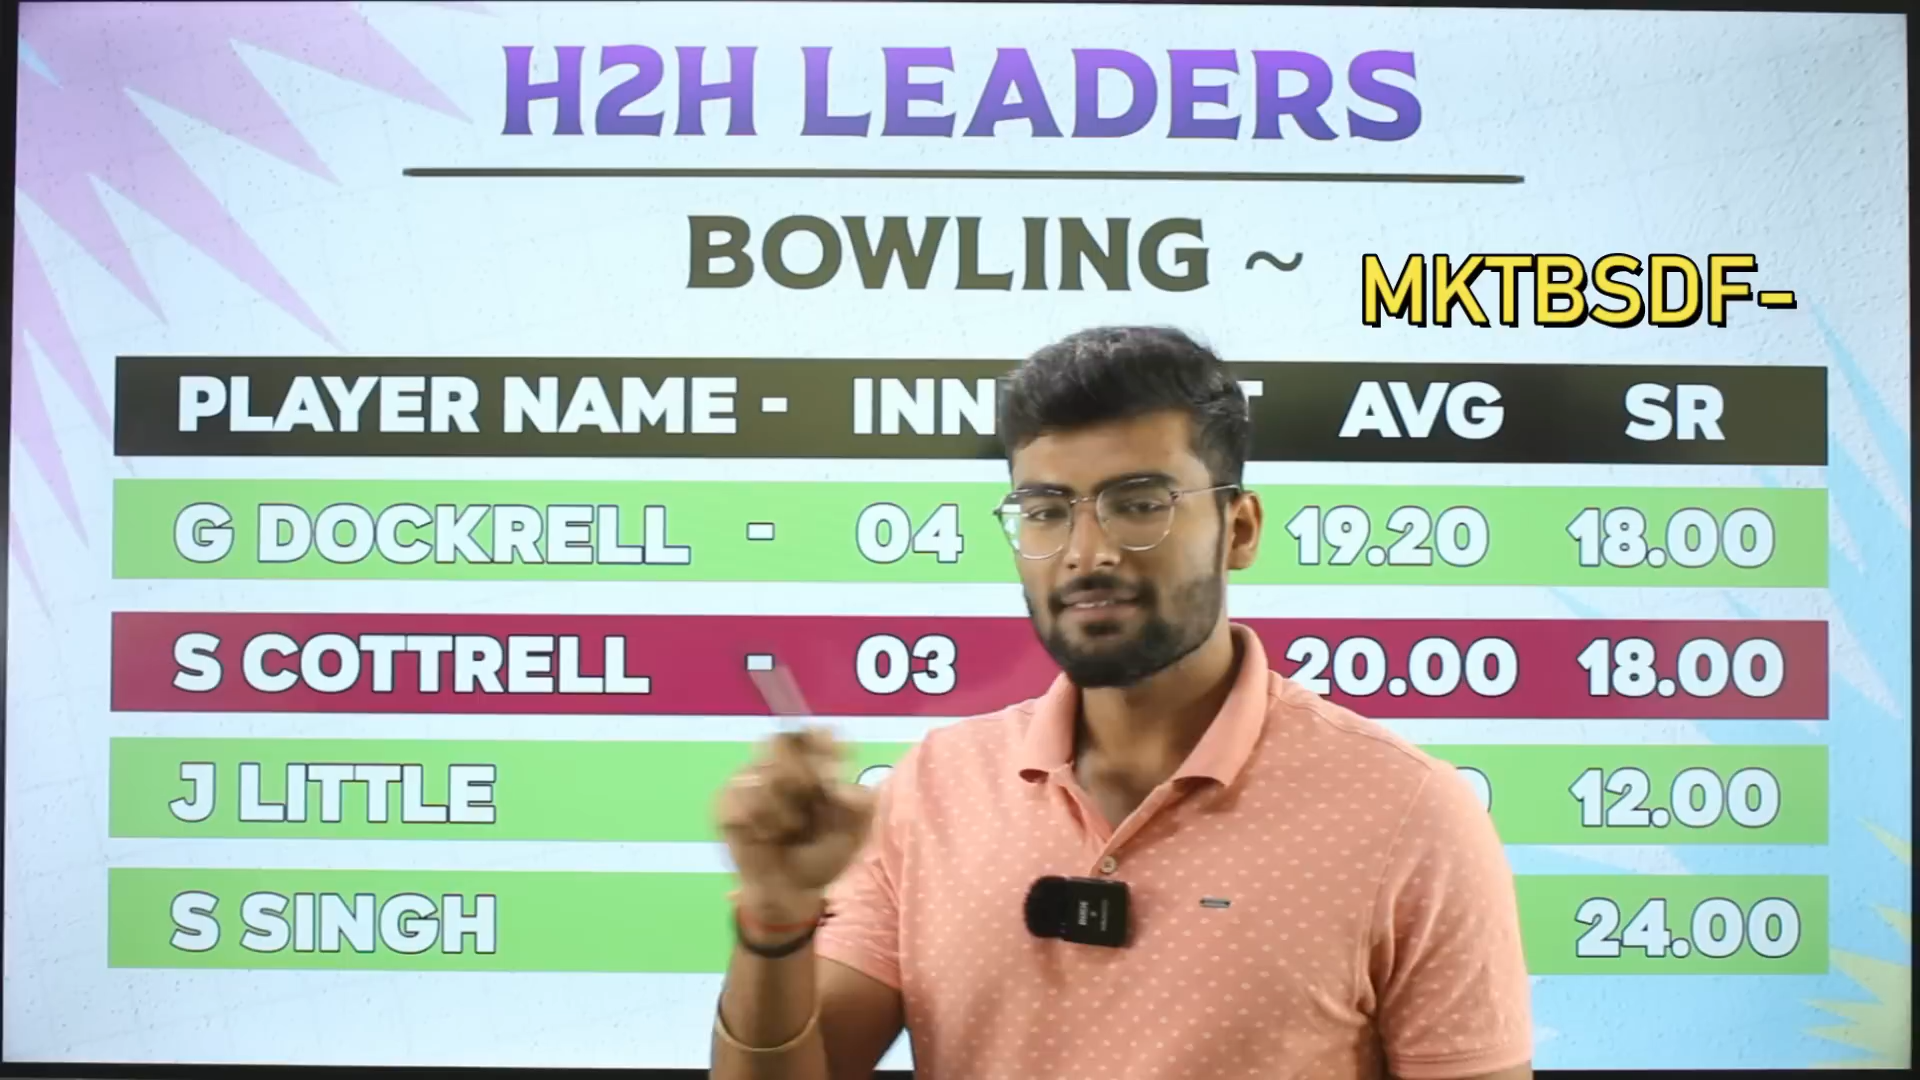 H2H LEADERS
BOWLING ~
MKTBSDF-
PLAYER NAME - INN AVG SR
G DOCKRELL - 04 19.20 18.00
S COTTRELL - 03 20.00 18.00
J LITTLE 12.00
S SINGH 24.00